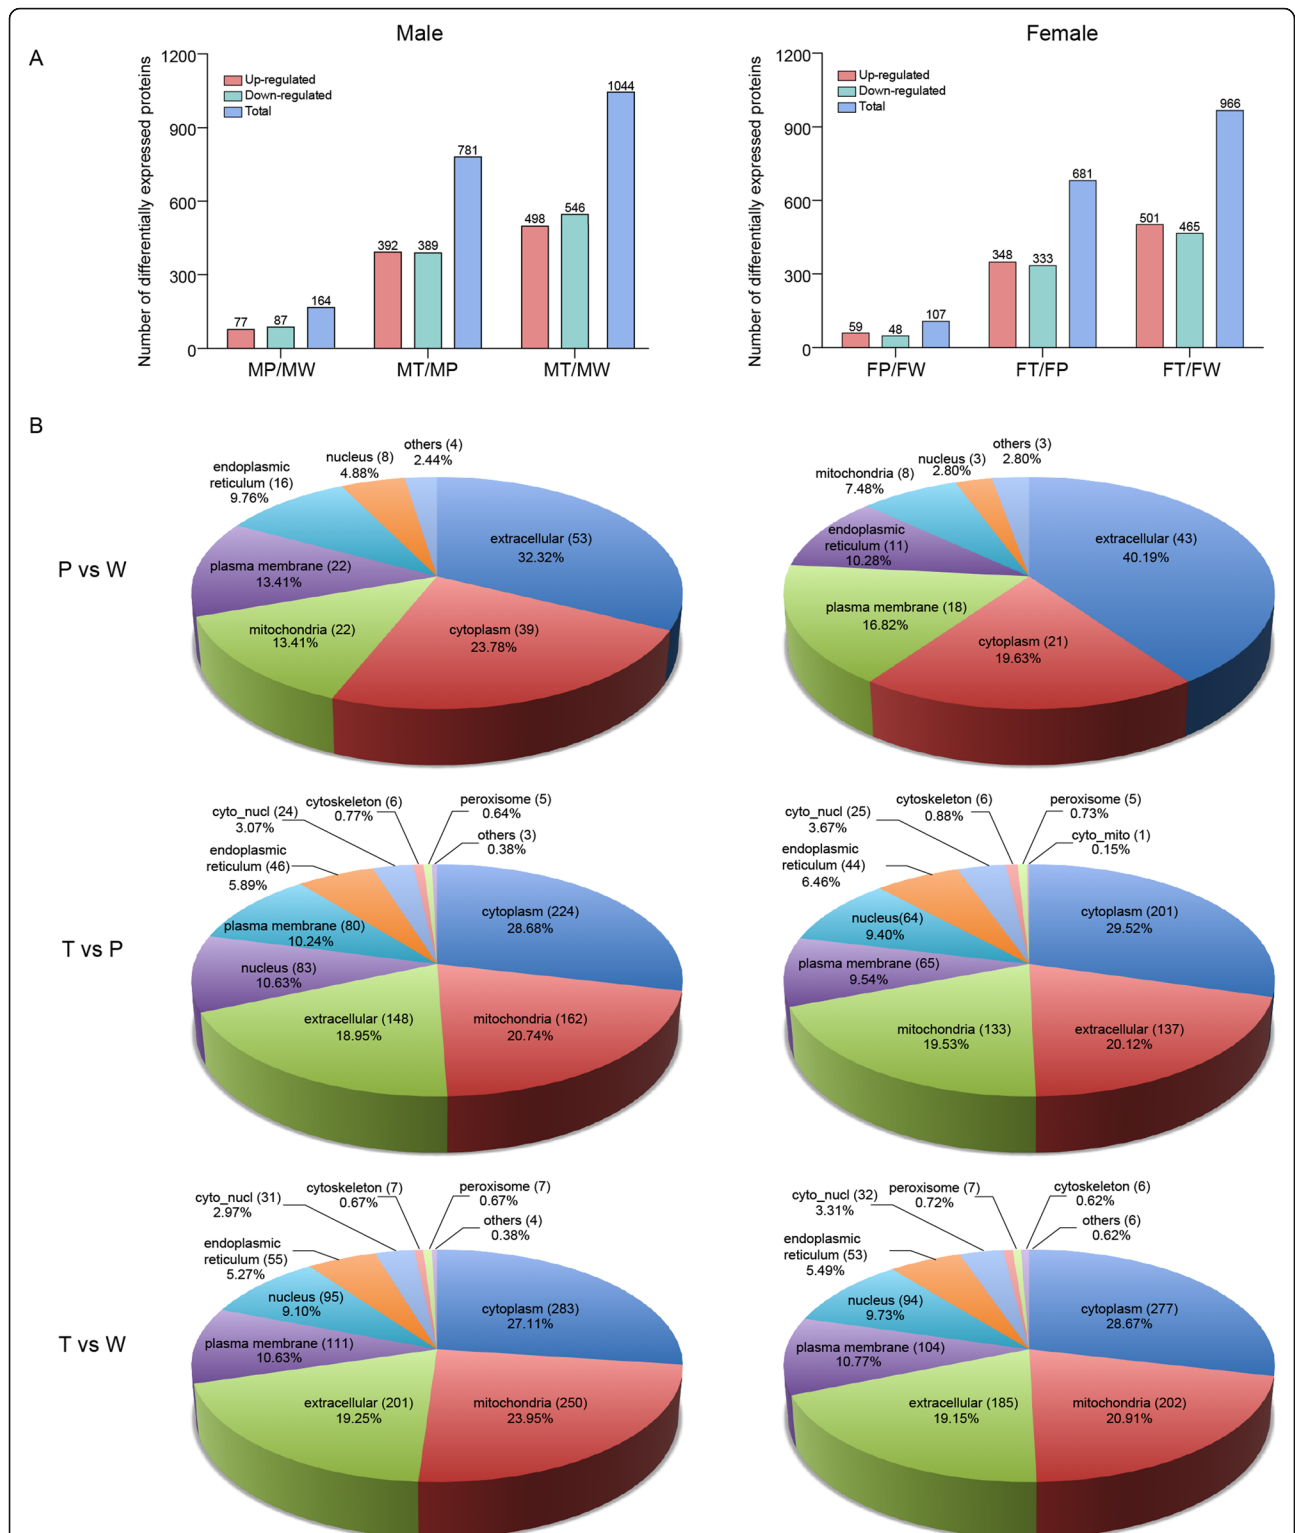 A
Male
Number of differentially expressed proteins
1200
900
600
300
0
Up-regulated
Down-regulated
Total
77
87
164
392
389
781
498
546
1044
MP/MW
MT/MP
MT/MW
Female
Number of differentially expressed proteins
1200
900
600
300
0
Up-regulated
Down-regulated
Total
59
48
107
348
333
681
501
465
966
FP/FW
FT/FP
FT/FW
B
P vs W
others (4)
2.44%
nucleus (8)
4.88%
endoplasmic
reticulum (16)
9.76%
plasma membrane (22)
13.41%
mitochondria (22)
13.41%
cytoplasm (39)
23.78%
extracellular (53)
32.32%
others (3)
2.80%
nucleus (3)
2.80%
mitochondria (8)
7.48%
endoplasmic
reticulum (11)
10.28%
plasma membrane (18)
16.82%
cytoplasm (21)
19.63%
extracellular (43)
40.19%
T vs P
cyto_nucl (24)
3.07%
cytoskeleton (6)
0.77%
peroxisome (5)
0.64%
others (3)
0.38%
endoplasmic
reticulum (46)
5.89%
plasma membrane (80)
10.24%
nucleus (83)
10.63%
extracellular (148)
18.95%
mitochondria (162)
20.74%
cytoplasm (224)
28.68%
cyto_nucl (25)
3.67%
cytoskeleton (6)
0.88%
peroxisome (5)
0.73%
cyto_mito (1)
0.15%
endoplasmic
reticulum (44)
6.46%
nucleus(64)
9.40%
plasma membrane (65)
9.54%
mitochondria (133)
19.53%
extracellular (137)
20.12%
cytoplasm (201)
29.52%
T vs W
cyto_nucl (31)
2.97%
cytoskeleton (7)
0.67%
peroxisome (7)
0.67%
others (4)
0.38%
endoplasmic
reticulum (55)
5.27%
nucleus (95)
9.10%
plasma membrane (111)
10.63%
extracellular (201)
19.25%
mitochondria (250)
23.95%
cytoplasm (283)
27.11%
cyto_nucl (32)
3.31%
peroxisome (7)
0.72%
cytoskeleton (6)
0.62%
others (6)
0.62%
endoplasmic
reticulum (53)
5.49%
nucleus (94)
9.73%
plasma membrane (104)
10.77%
extracellular (185)
19.15%
mitochondria (202)
20.91%
cytoplasm (277)
28.67%